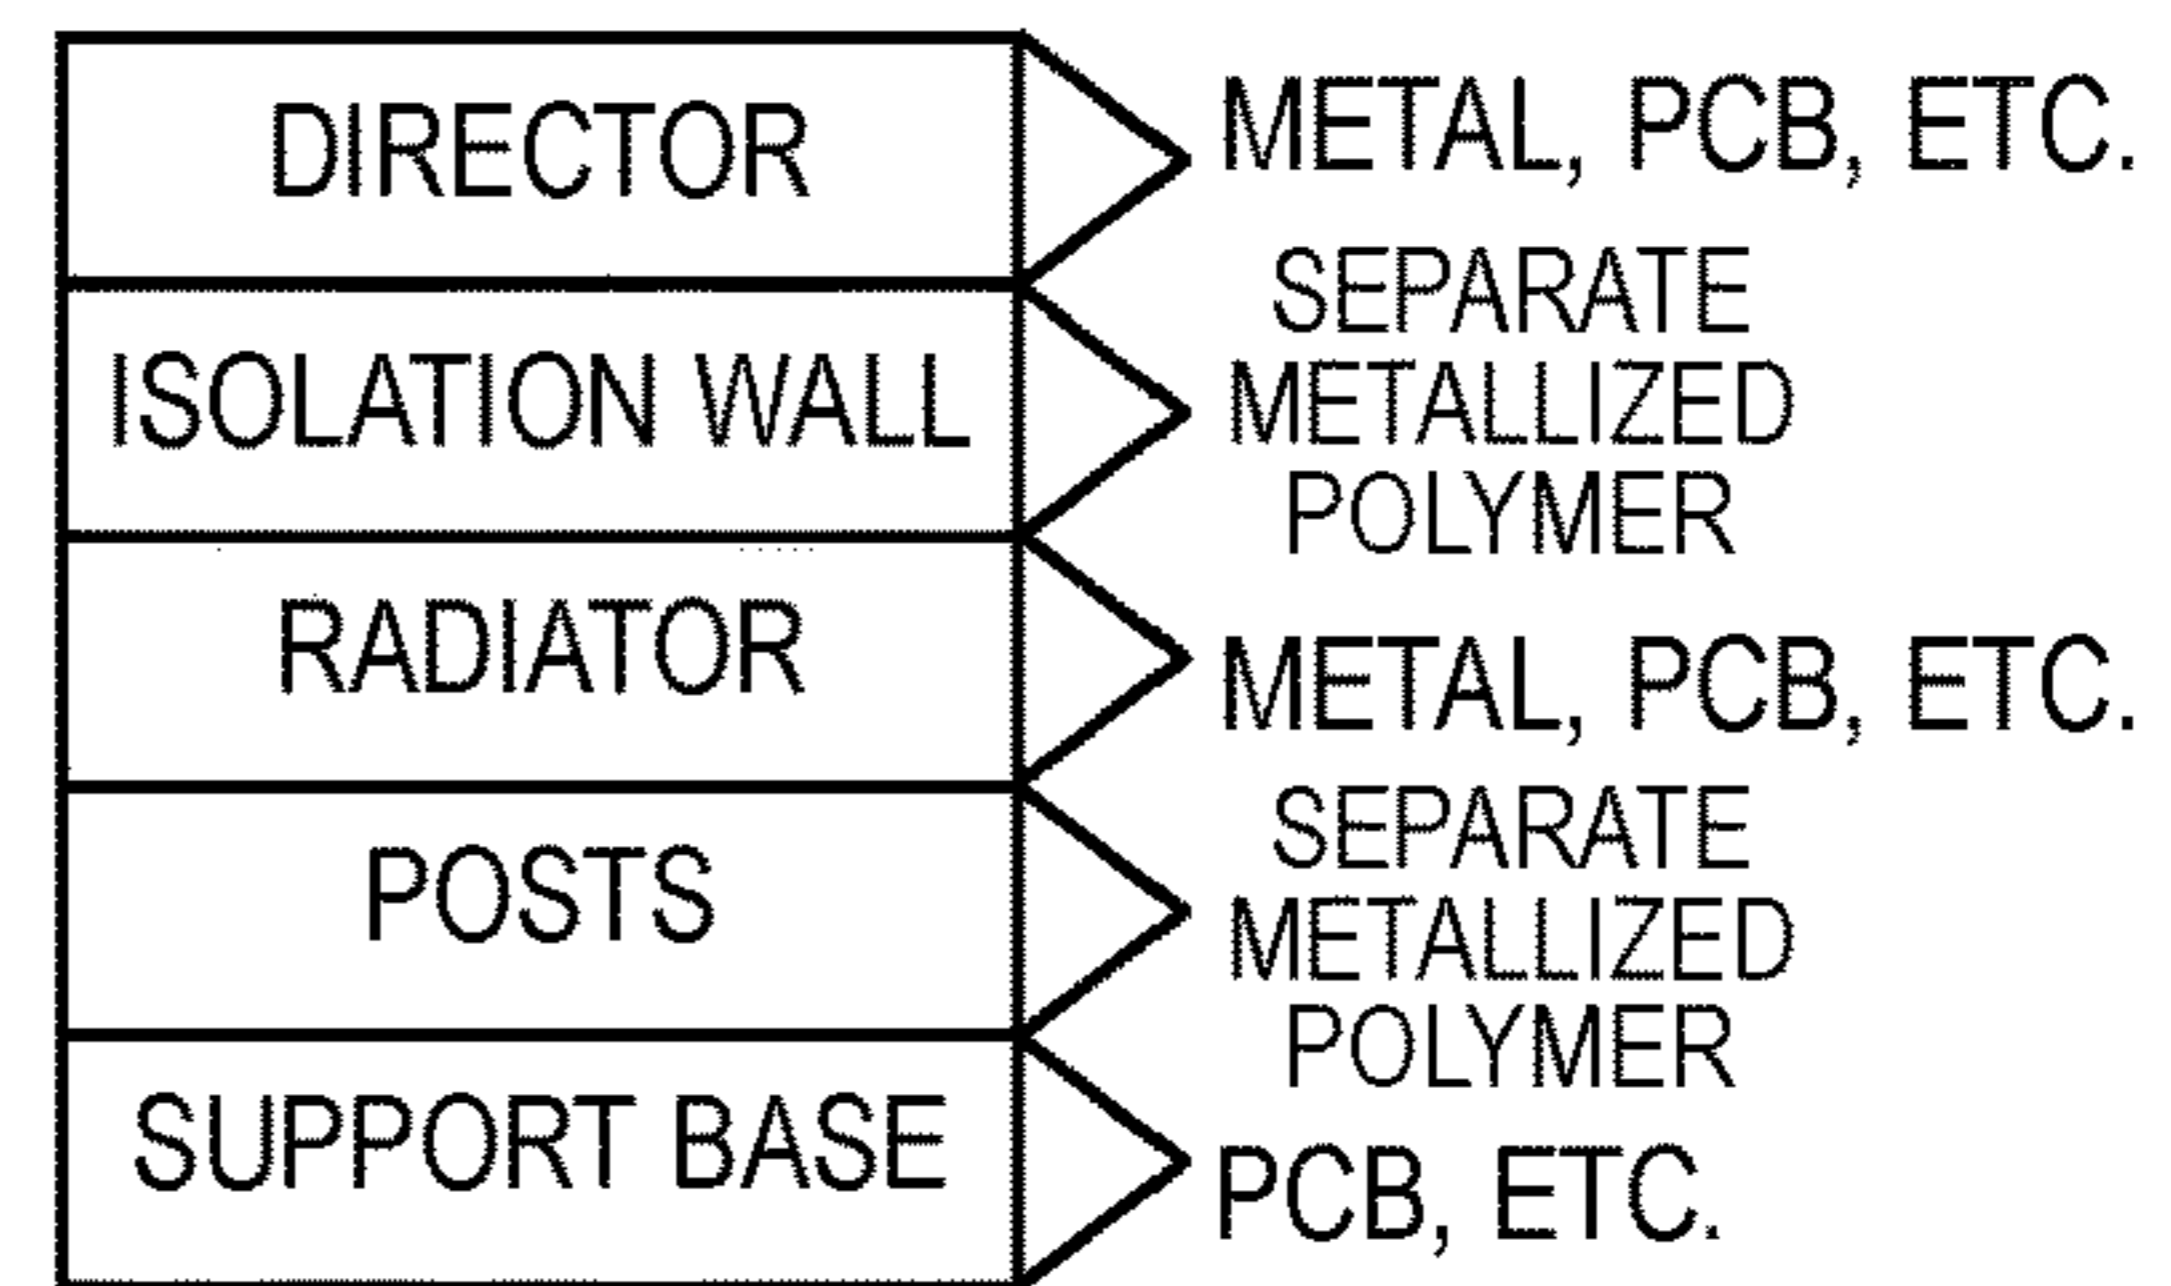 DIRECTOR
METAL, PCB, ETC.
ISOLATION WALL
SEPARATE
METALLIZED
POLYMER
RADIATOR
METAL, PCB, ETC.
POSTS
SEPARATE
METALLIZED
POLYMER
SUPPORT BASE
PCB, ETC.